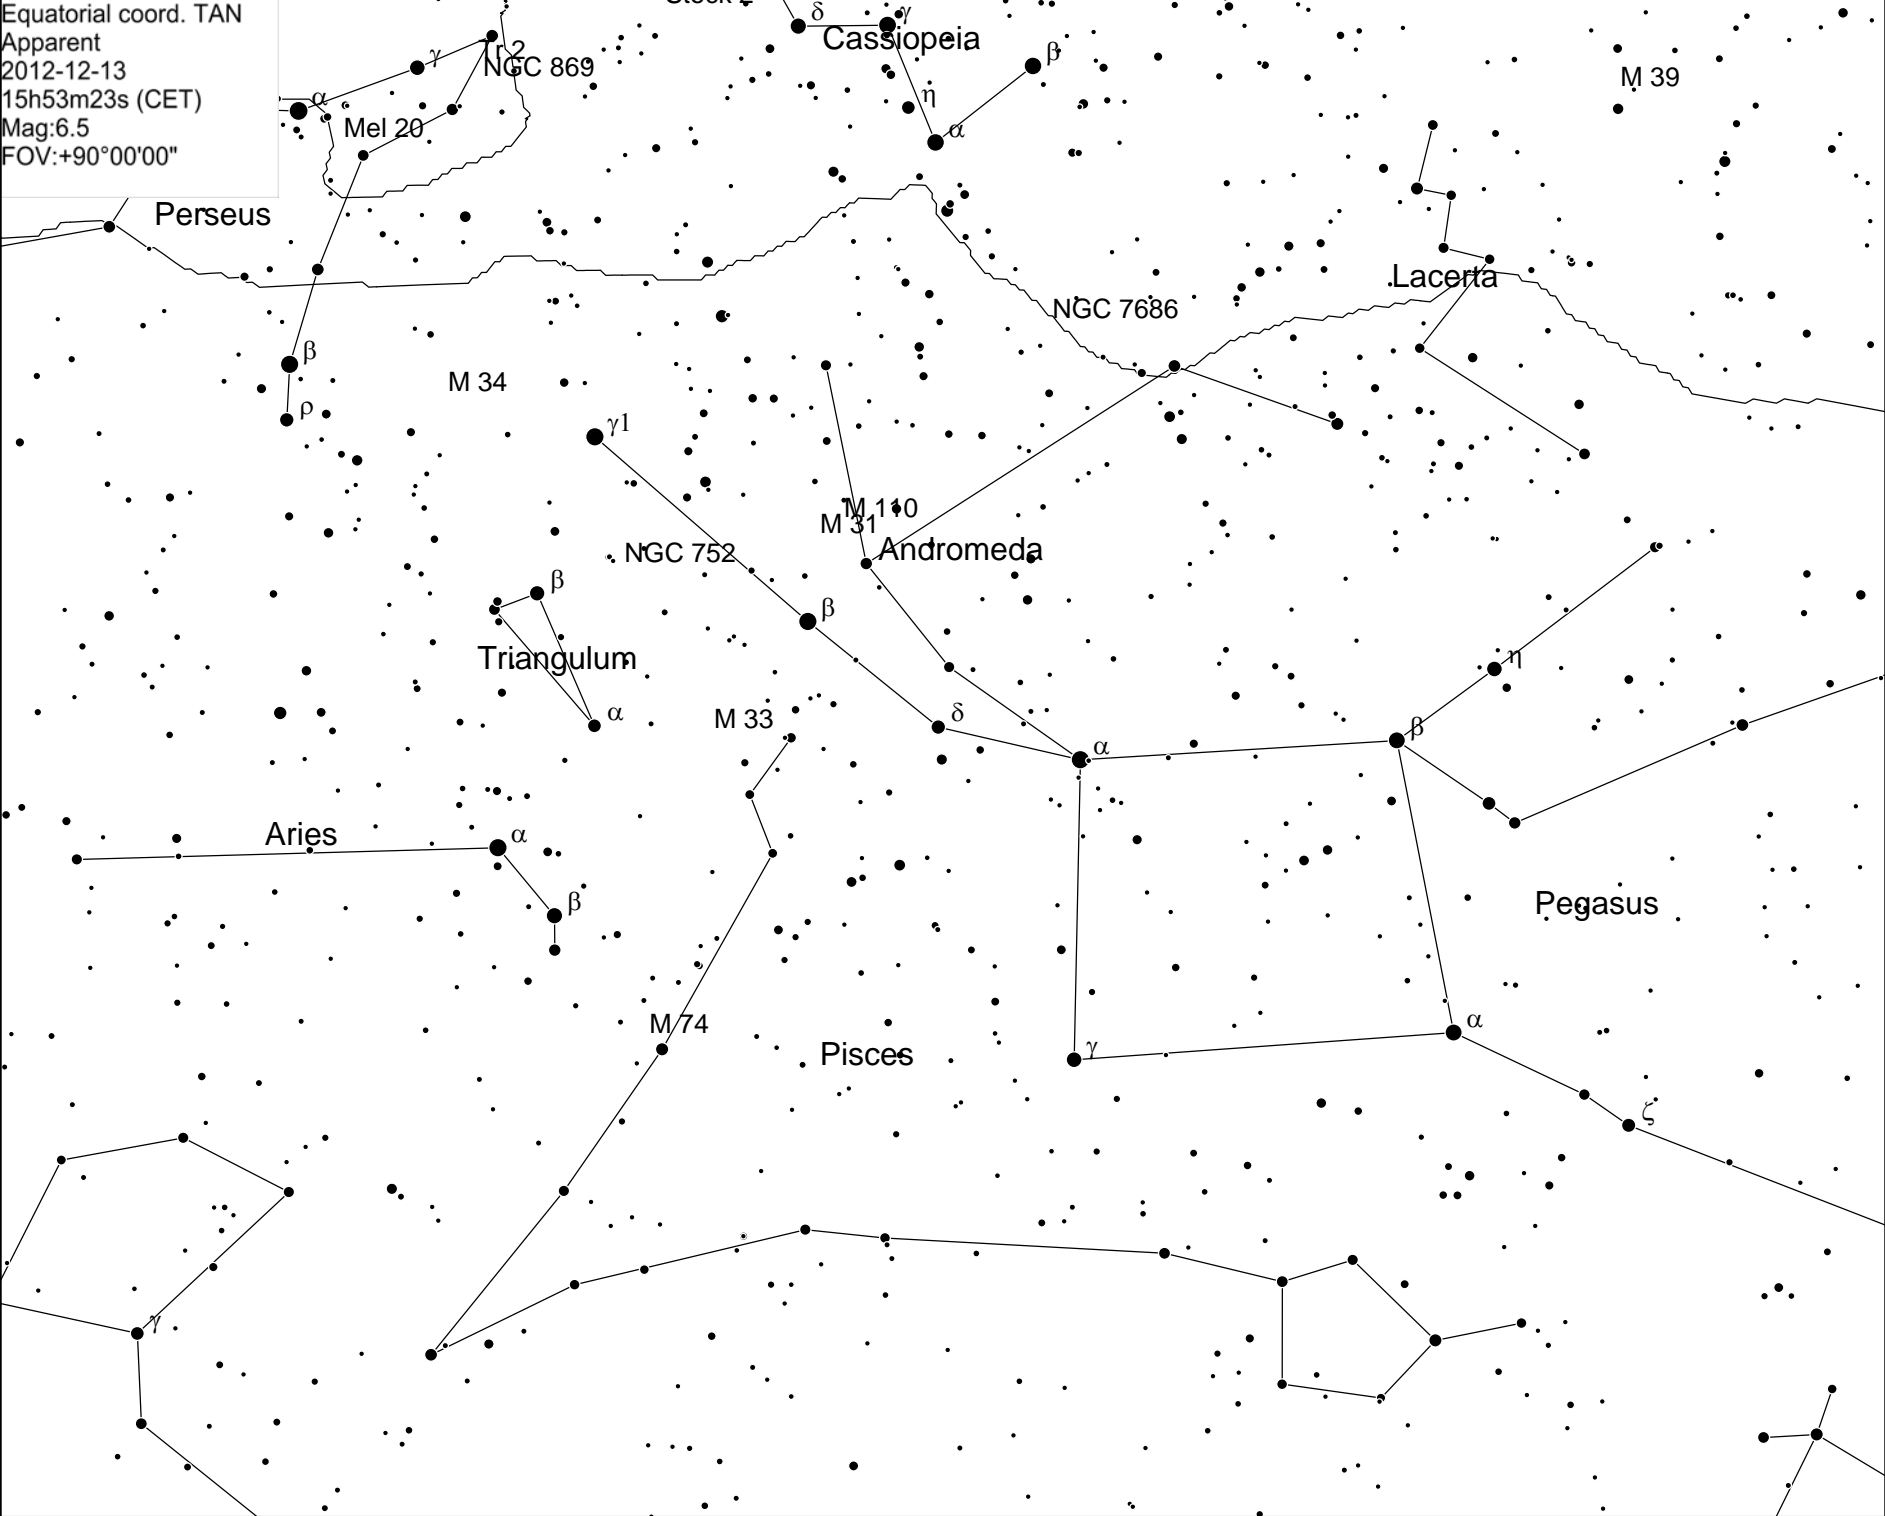 Equatorial coord. TAN
Apparent
2012-12-13
15h53m23s (CET)
Mag:6.5
FOV:+90°00'00"
δ
γ
Cassiopeia
β
η
α
γ
Tr 2
NGC 869
α
Mel 20
M 39
Perseus
Lacerta
NGC 7686
β
ρ
M 34
γ1
M 110
M 31
Andromeda
NGC 752
β
β
Triangulum
α
M 33
δ
α
β
η
Aries
α
β
Pegasus
M 74
Pisces
γ
α
ζ
γ